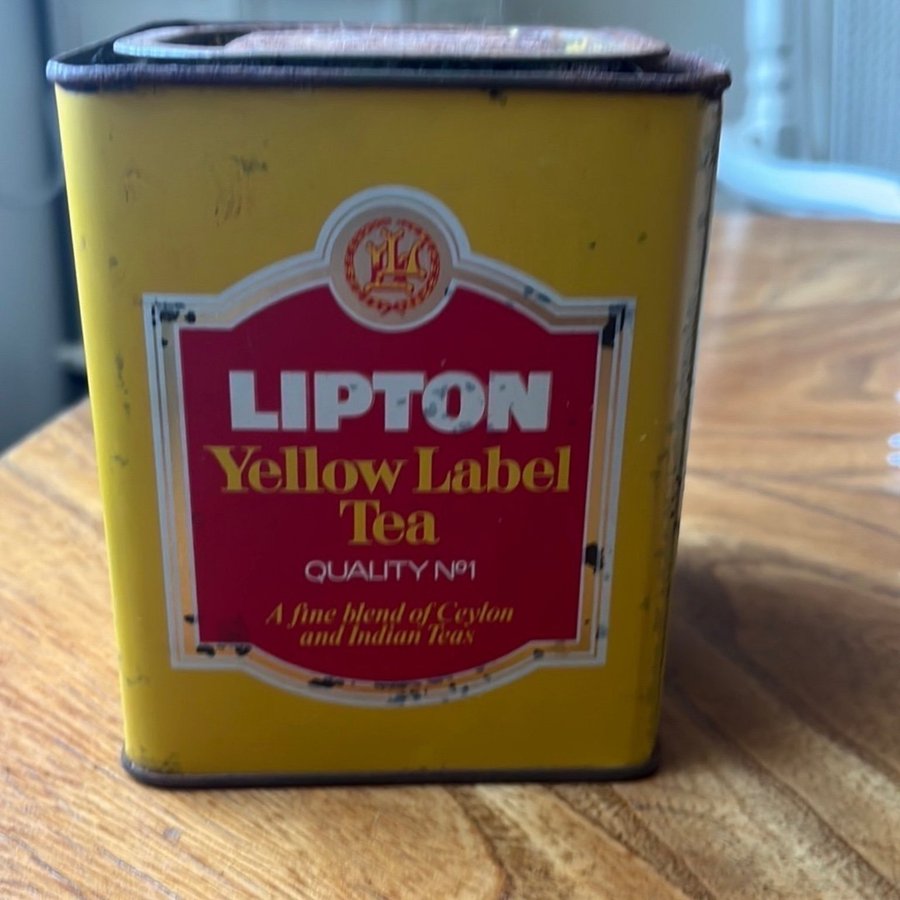 LIPTON
Yellow Label
Tea
QUALITY Nº1
A fine blend of Ceylon
and Indian Teas